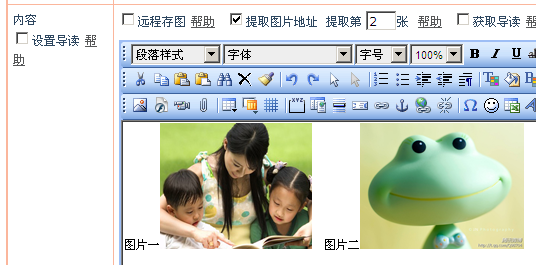 内容
设置导读 帮
助
远程存图 帮助 提取图片地址 提取第 2 张 帮助 获取导读 帮
段落样式 字体 字号 100% B I U ab
图片一 图片二